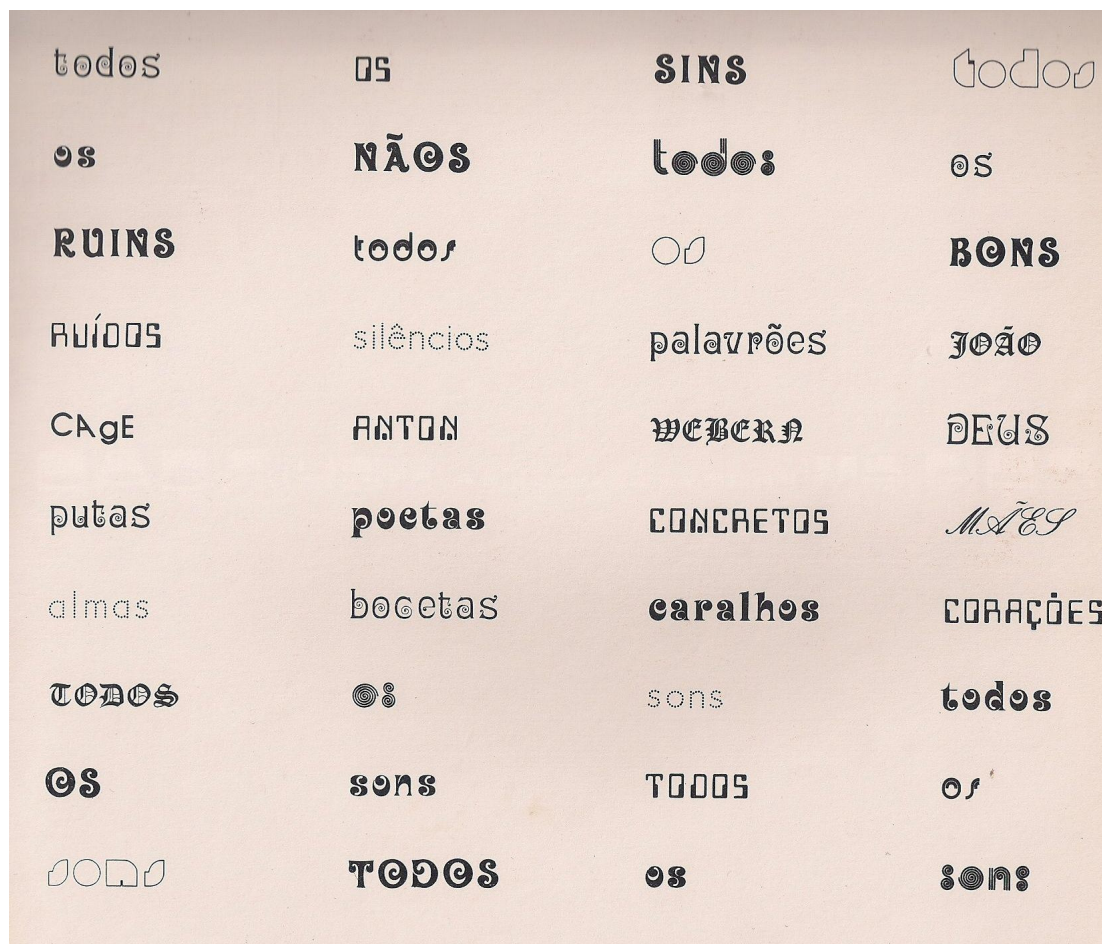 todos os SINS todos
os NÃOS todos os
RUINS todos os BONS
RUÍDOS silêncios palavrões JOÃO
CAgE ANTON WEBERN DEUS
putas poetas CONCRETOS MÃES
almas bocetas caralhos CORAÇÕES
TODOS os sons todos
OS sons TODOS os
sons TODOS os sons